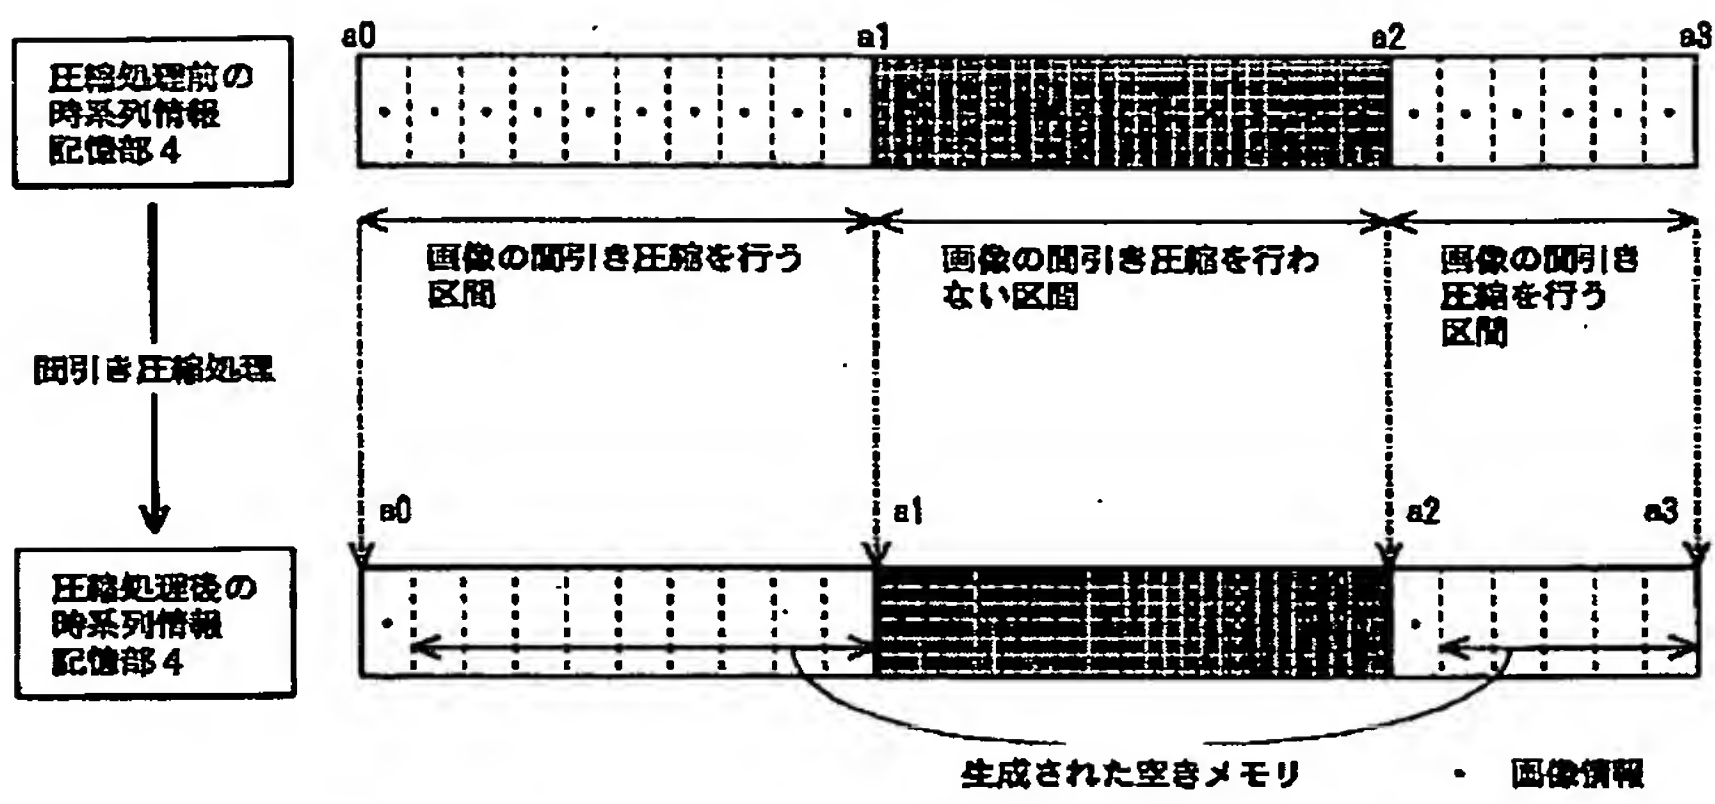 a0 a1 a2 a3
圧縮処理前の
時系列情報
記憶部4
画像の間引き圧縮を行う
区間
画像の間引き圧縮を行わ
ない区間
画像の間引き
圧縮を行う
区間
間引き圧縮処理
a0 a1 a2 a3
圧縮処理後の
時系列情報
記憶部4
生成された空きメモリ
・ 画像情報